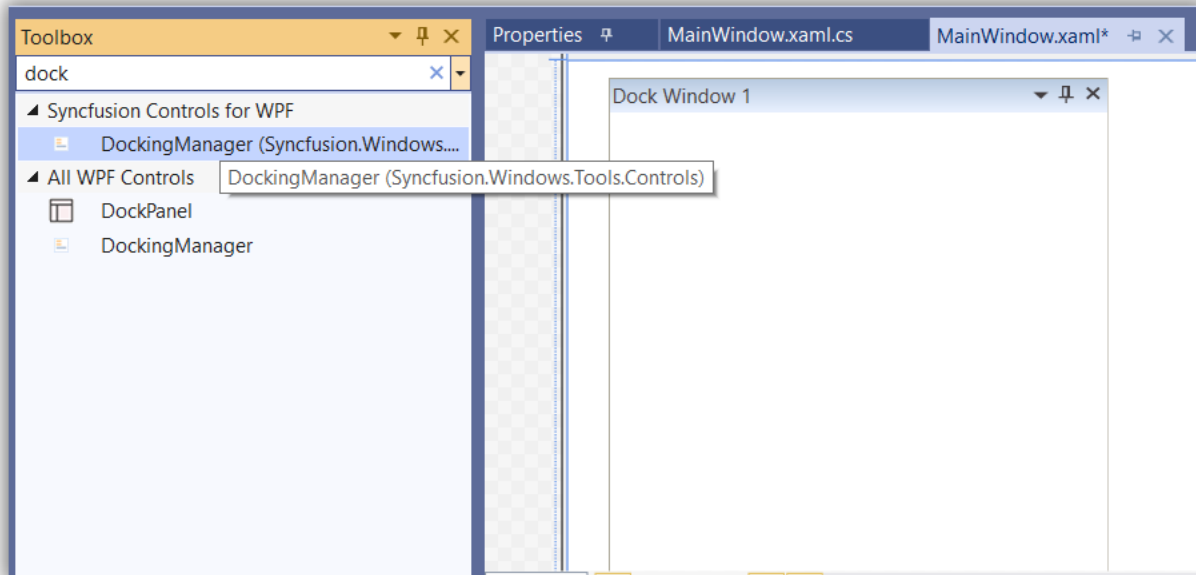 Toolbox
dock
Syncfusion Controls for WPF
DockingManager (Syncfusion.Windows....
All WPF Controls
DockingManager (Syncfusion.Windows.Tools.Controls)
DockPanel
DockingManager
Properties
MainWindow.xaml.cs
MainWindow.xaml*
Dock Window 1